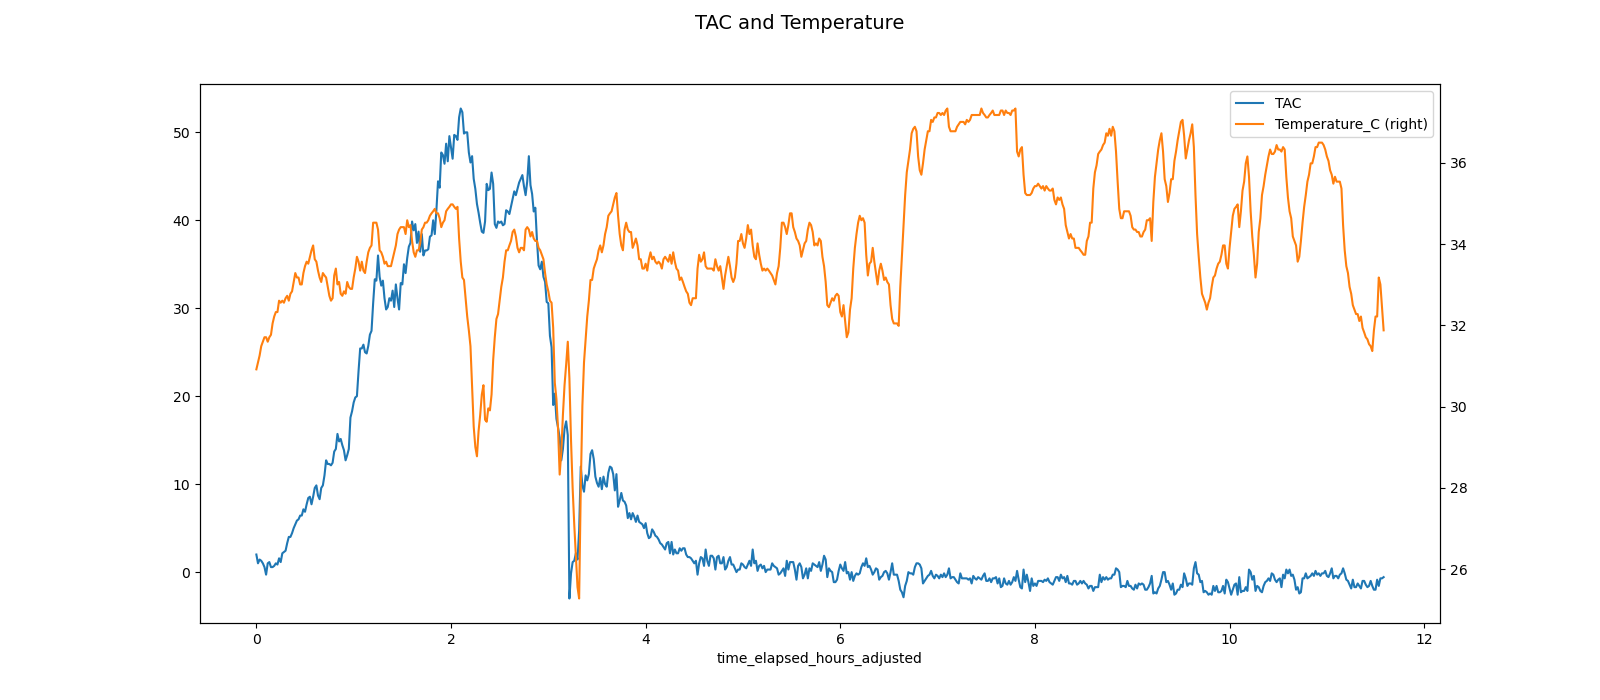 TAC and Temperature
TAC
Temperature_C (right)
50
40
30
20
10
0
36
34
32
30
28
26
0 2 4 6 8 10 12
time_elapsed_hours_adjusted